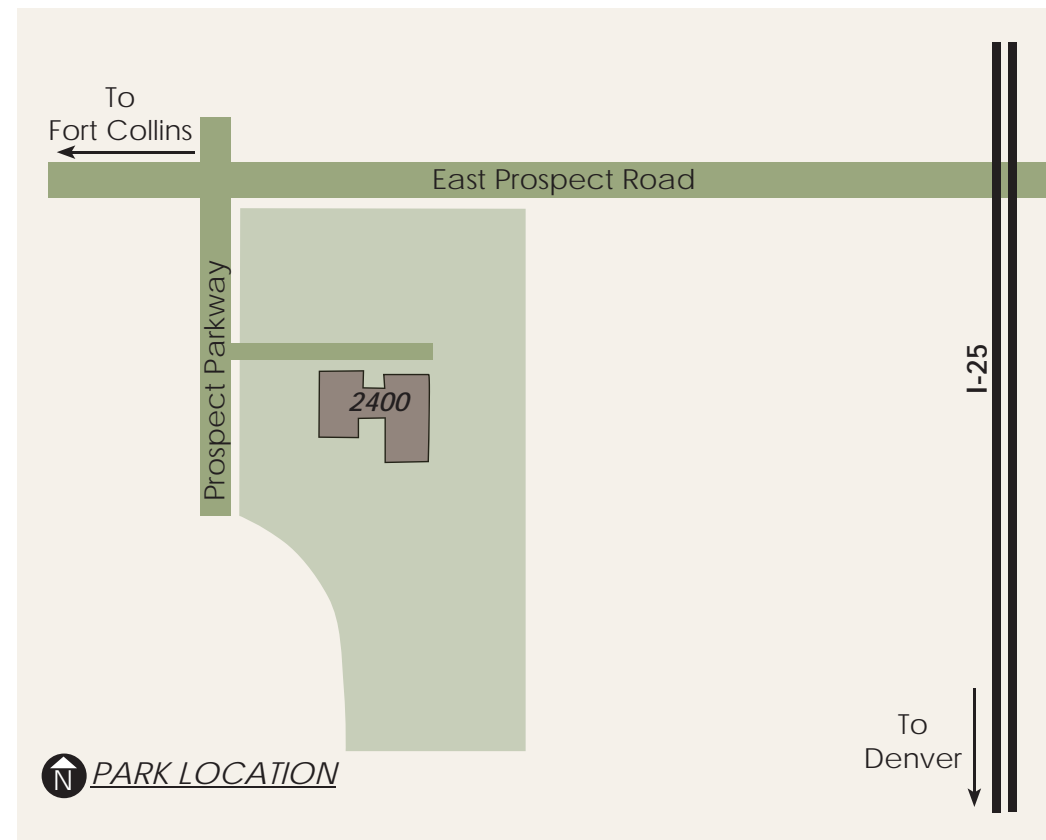 To
Fort Collins
East Prospect Road
Prospect Parkway
2400
I-25
To
Denver
N PARK LOCATION